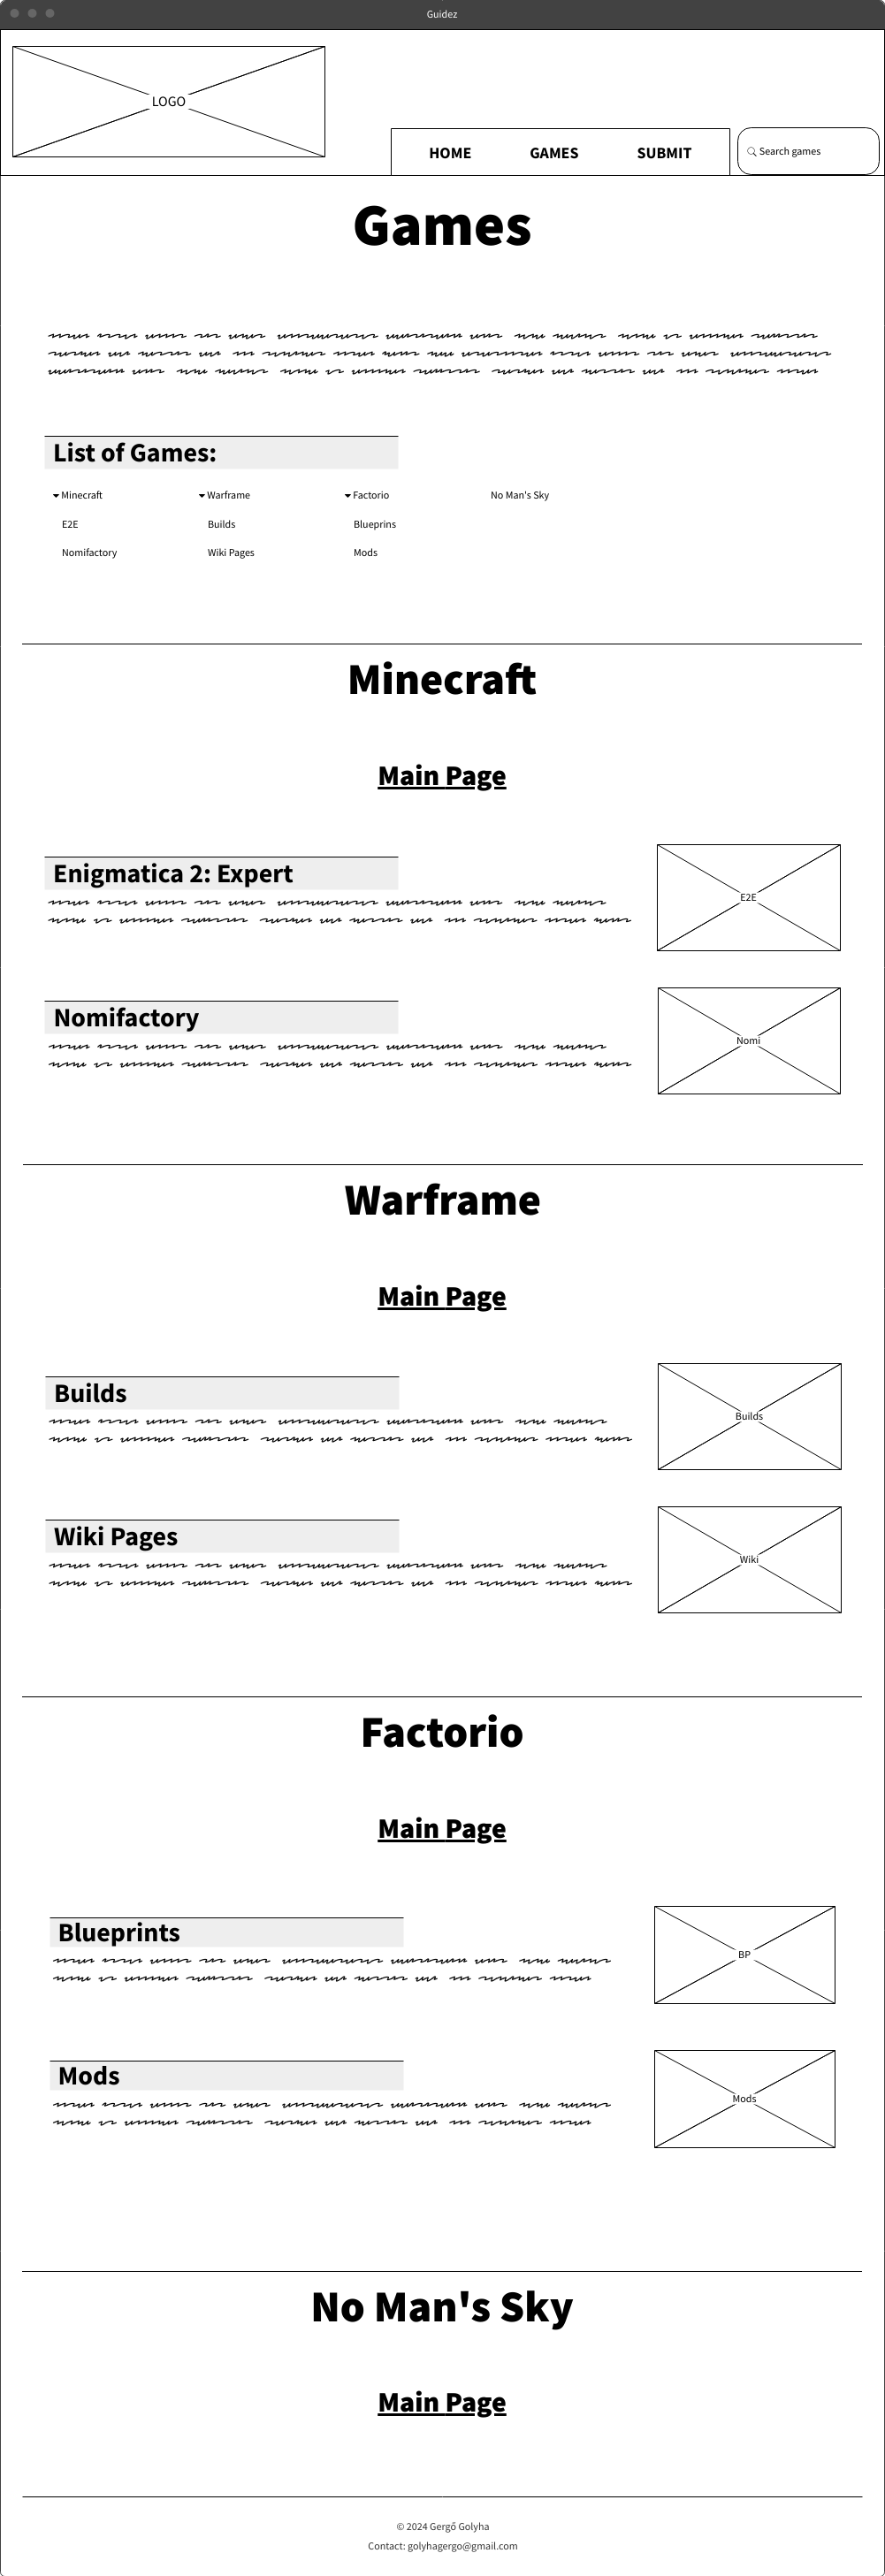 Guidez
LOGO
HOME GAMES SUBMIT Search games
Games
List of Games:
Minecraft Warframe Factorio No Man's Sky
E2E Builds Blueprins
Nomifactory Wiki Pages Mods
Minecraft
Main Page
Enigmatica 2: Expert
E2E
Nomifactory
Nomi
Warframe
Main Page
Builds
Builds
Wiki Pages
Wiki
Factorio
Main Page
Blueprints
BP
Mods
Mods
No Man's Sky
Main Page
© 2024 Gergő Golyha
Contact: golyhagergo@gmail.com